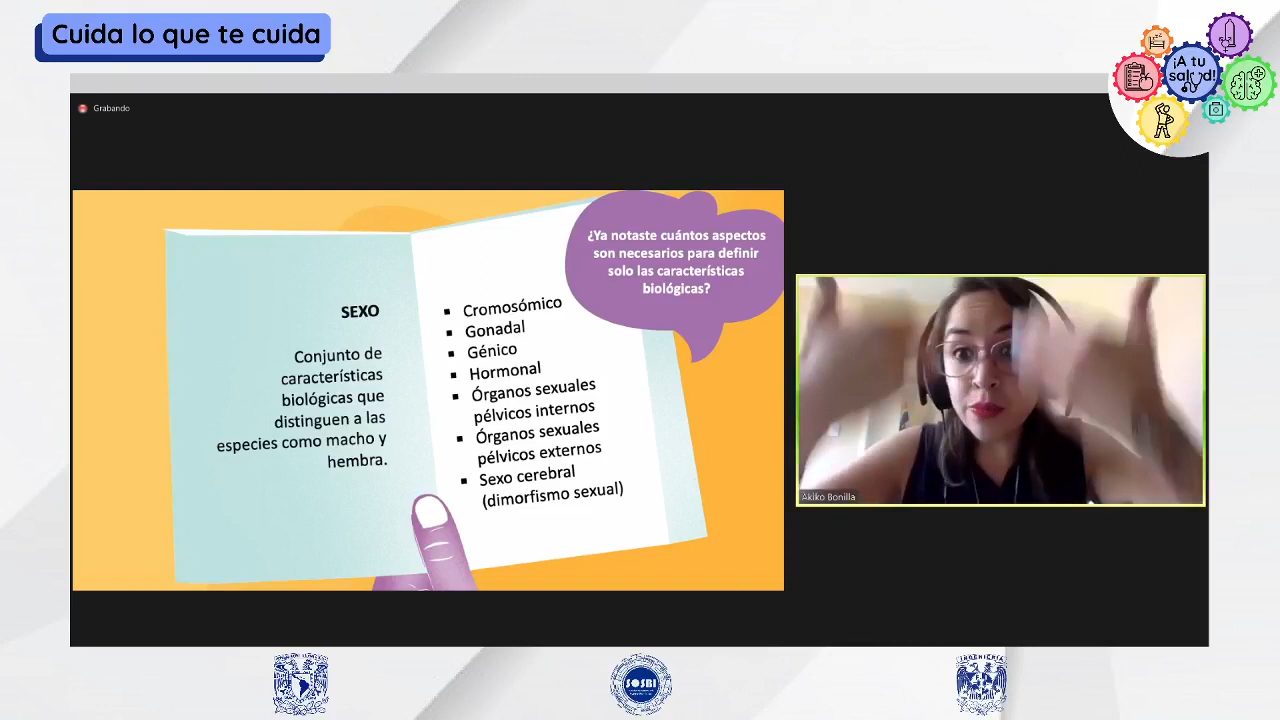 Cuida lo que te cuida
¡A tu
salud!
Grabando
¿Ya notaste cuántos aspectos
son necesarios para definir
solo las características
biológicas?
SEXO
Conjunto de
características
biológicas que
distinguen a las
especies como macho y
hembra.
▪ Cromosómico
▪ Gonadal
▪ Génico
▪ Hormonal
▪ Órganos sexuales
pélvicos internos
▪ Órganos sexuales
pélvicos externos
▪ Sexo cerebral
(dimorfismo sexual)
Akiko Bonilla
SOSBI
INGENIERIA